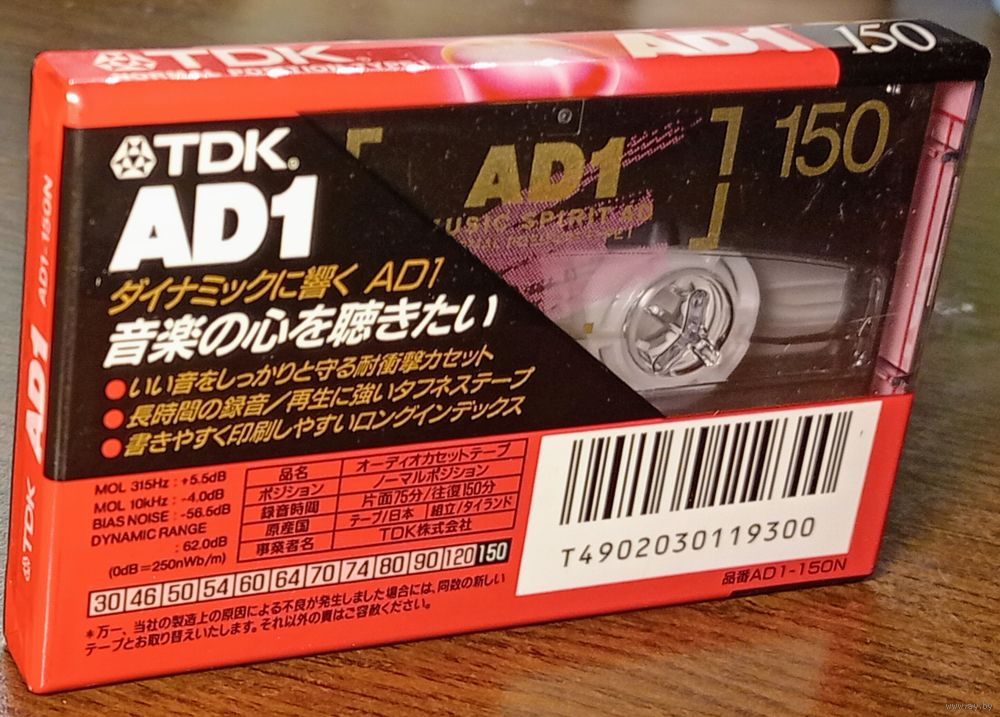 TDK AD1 150
NORMAL POSITION TYPE I
TDK
AD1 150
AD1
MUSIC SPIRIT AD
ダイナミックに響く AD1
音楽の心を聴きたい
●いい音をしっかりと守る耐衝撃カセット
●長時間の録音/再生に強いタフネステープ
●書きやすく印刷しやすいロングインデックス
MOL 315Hz : +5.5dB
MOL 10kHz : -4.0dB
BIAS NOISE : -56.5dB
DYNAMIC RANGE
: 62.0dB
(0dB=250nWb/m)
品名 オーディオカセットテープ
ポジション ノーマルポジション
録音時間 片面75分/往復150分
原産国 テープ/日本 組立/タイランド
事業者名 TDK株式会社
30 46 50 54 60 64 70 74 80 90 120 150
*万一、当社の製造上の原因による不良が発生しました場合には、同数の新しい
テープとお取り替えいたします。それ以外の責はご容赦ください。
T4902030119300
品番AD1-150N
TDK AD1 AD1-150N
www.ay.by